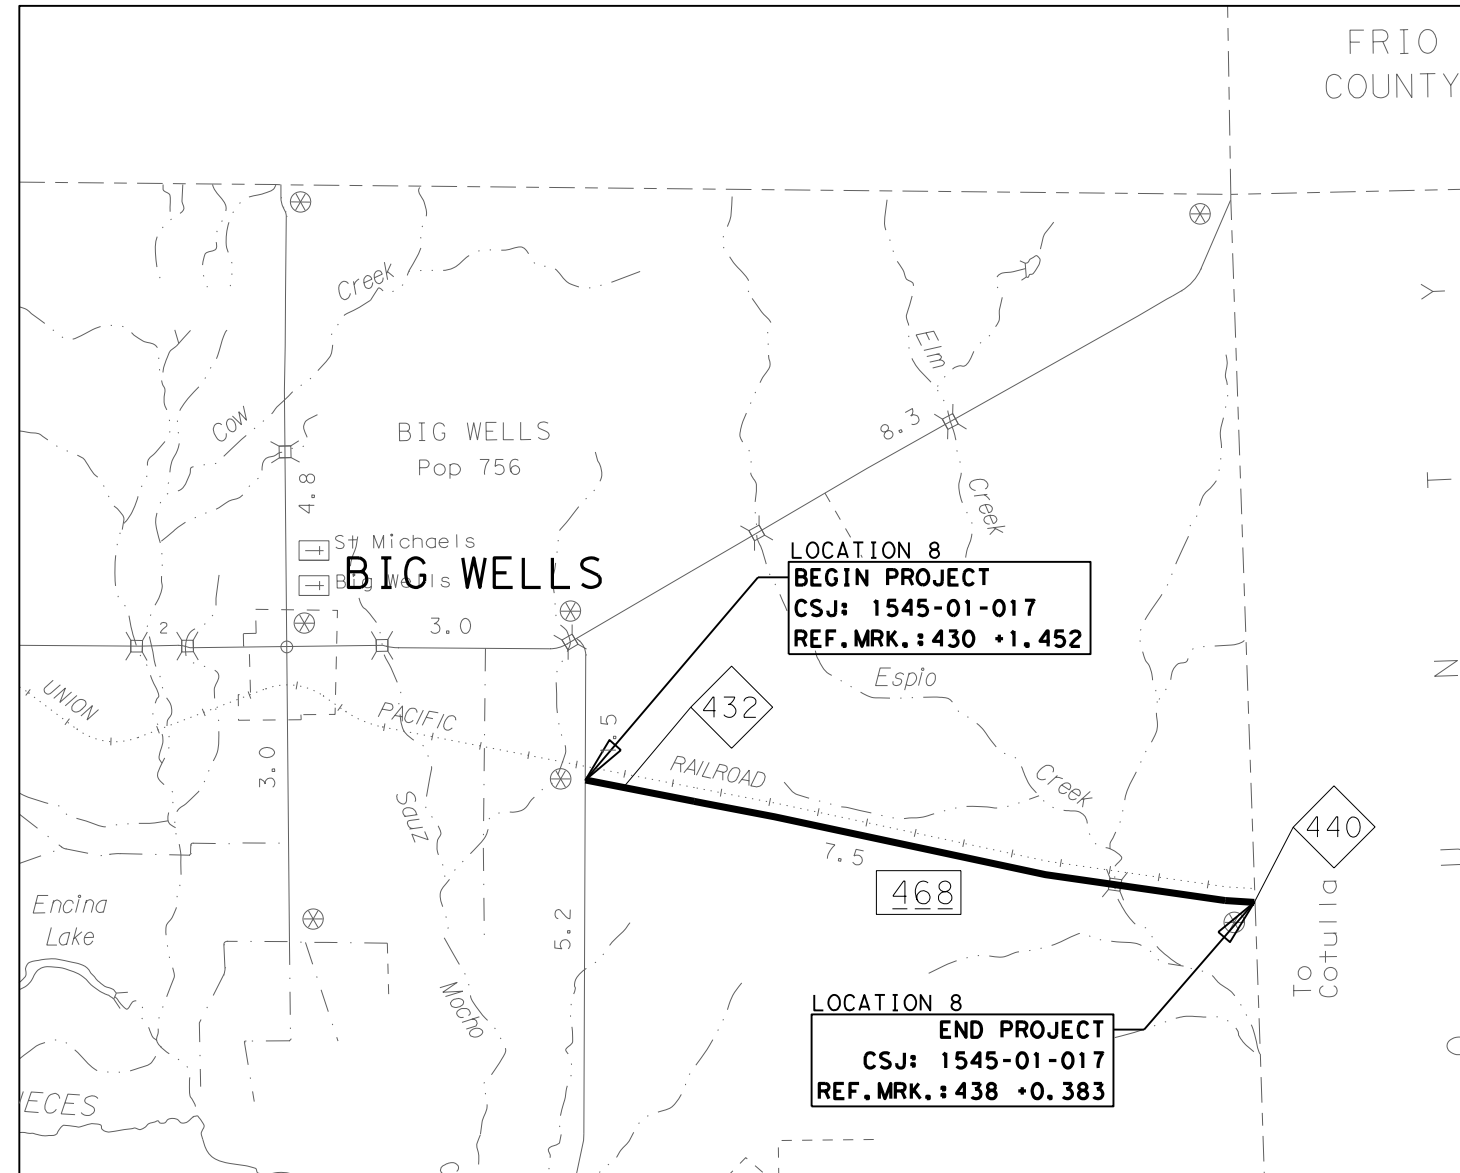 FRIO
COUNTY
Creek
Cow
Elm
Creek
8.3
BIG WELLS
Pop 756
4.8
St Michaels
Big Wells
BIG WELLS
2
3.0
LOCATION 8
BEGIN PROJECT
CSJ: 1545-01-017
REF.MRK.:430 +1.452
Espio
Creek
UNION
PACIFIC
RAILROAD
432
3.0
Sauz
Mocho
7.5
468
440
To
Cotulla
Encina
Lake
5.2
LOCATION 8
END PROJECT
CSJ: 1545-01-017
REF.MRK.:438 +0.383
Y
T
N
U
O